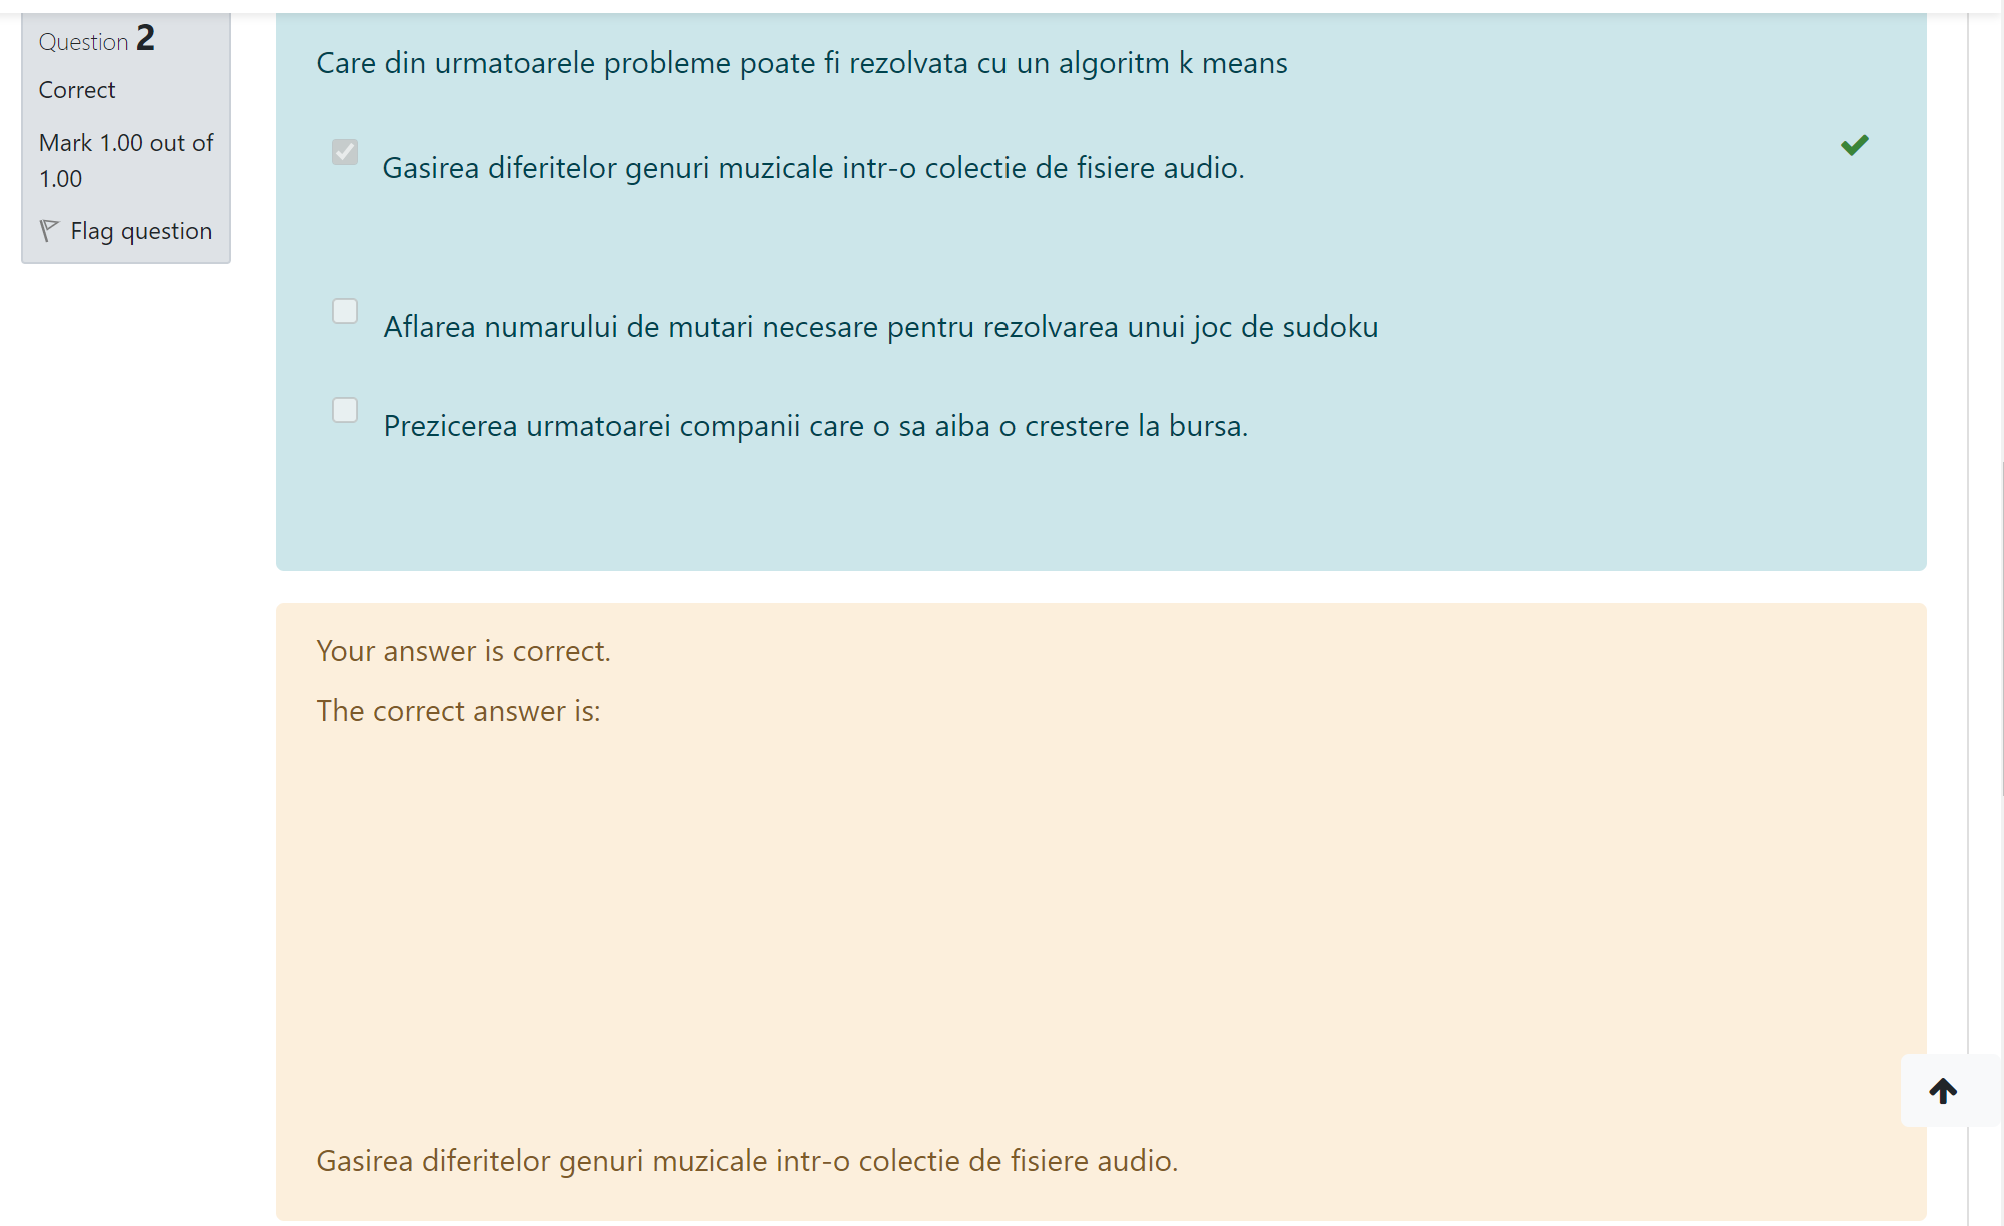 Question 2
Correct
Mark 1.00 out of
1.00
Flag question
Care din urmatoarele probleme poate fi rezolvata cu un algoritm k means
Gasirea diferitelor genuri muzicale intr-o colectie de fisiere audio.
Aflarea numarului de mutari necesare pentru rezolvarea unui joc de sudoku
Prezicerea urmatoarei companii care o sa aiba o crestere la bursa.
Your answer is correct.
The correct answer is:
Gasirea diferitelor genuri muzicale intr-o colectie de fisiere audio.